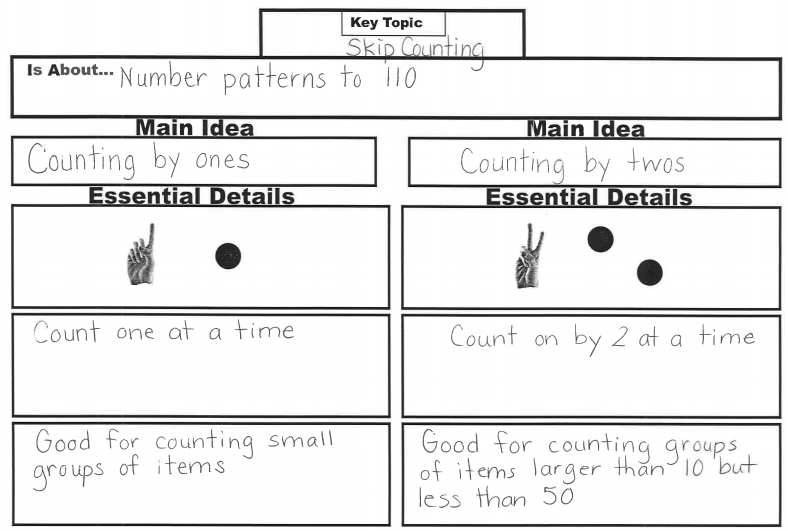 Key Topic
Skip Counting
Is About... Number patterns to 110
Main Idea
Counting by ones
Essential Details
Count one at a time
Good for counting small
groups of items
Main Idea
Counting by twos
Essential Details
Count on by 2 at a time
Good for counting groups
of items larger than 10 but
less than 50